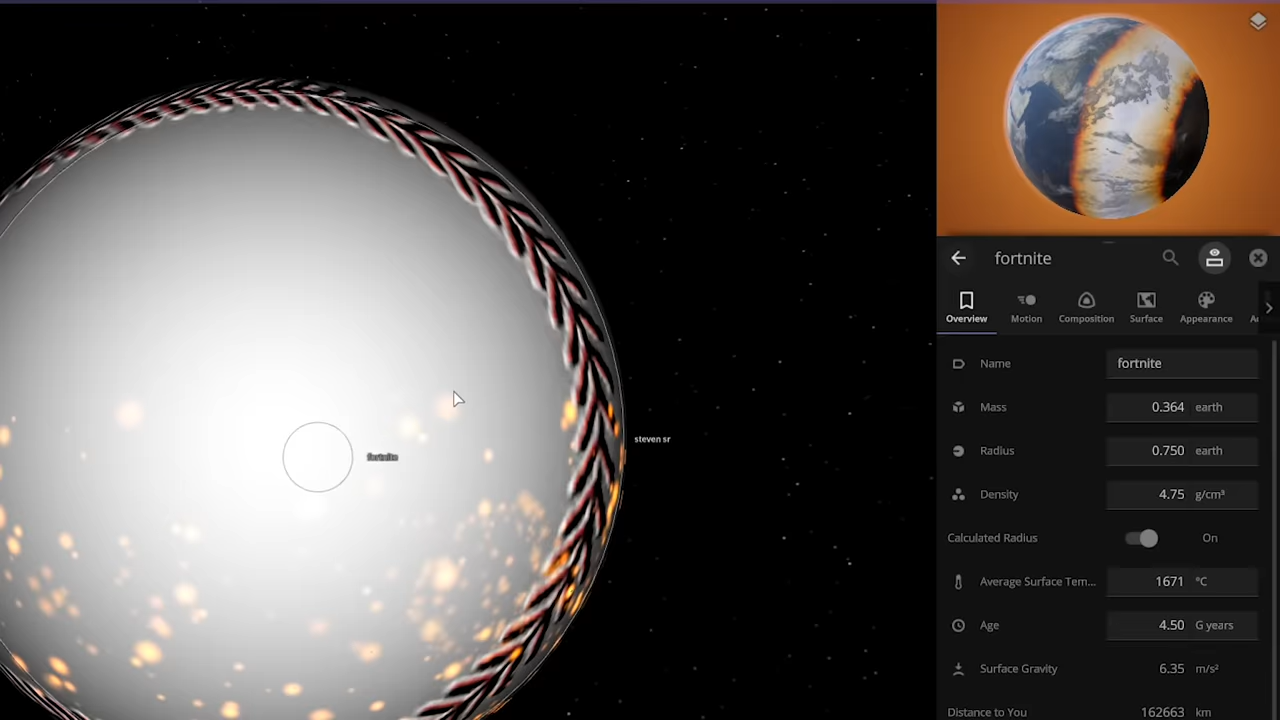 fortnite
Overview
Motion
Composition
Surface
Appearance
Name fortnite
Mass 0.364 earth
Radius 0.750 earth
steven sr
fortnite
Density 4.75 g/cm³
Calculated Radius On
Average Surface Tem... 1671 °C
Age 4.50 G years
Surface Gravity 6.35 m/s²
Distance to You 162663 km